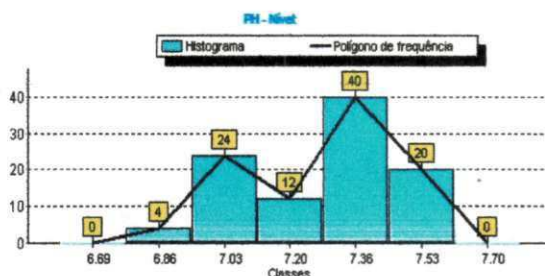 PH - Nível
Histograma
Polígono de frequência
40
30
20
10
0
0
4
24
12
40
20
0
6.69 6.86 7.03 7.20 7.36 7.53 7.70
Classes